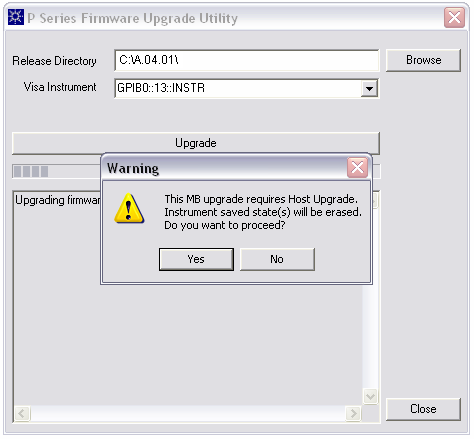 P Series Firmware Upgrade Utility
Release Directory
C:\A.04.01\
Browse
Visa Instrument
GPIB0::13::INSTR
Upgrade
Warning
Upgrading firmwar
This MB upgrade requires Host Upgrade.
Instrument saved state(s) will be erased.
Do you want to proceed?
Yes
No
Close